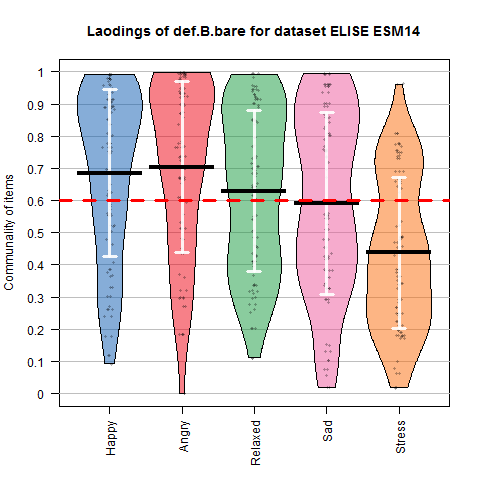 Laodings of def.B.bare for dataset ELISE ESM14
Communality of items
1
0.9
0.8
0.7
0.6
0.5
0.4
0.3
0.2
0.1
0
Happy
Angry
Relaxed
Sad
Stress